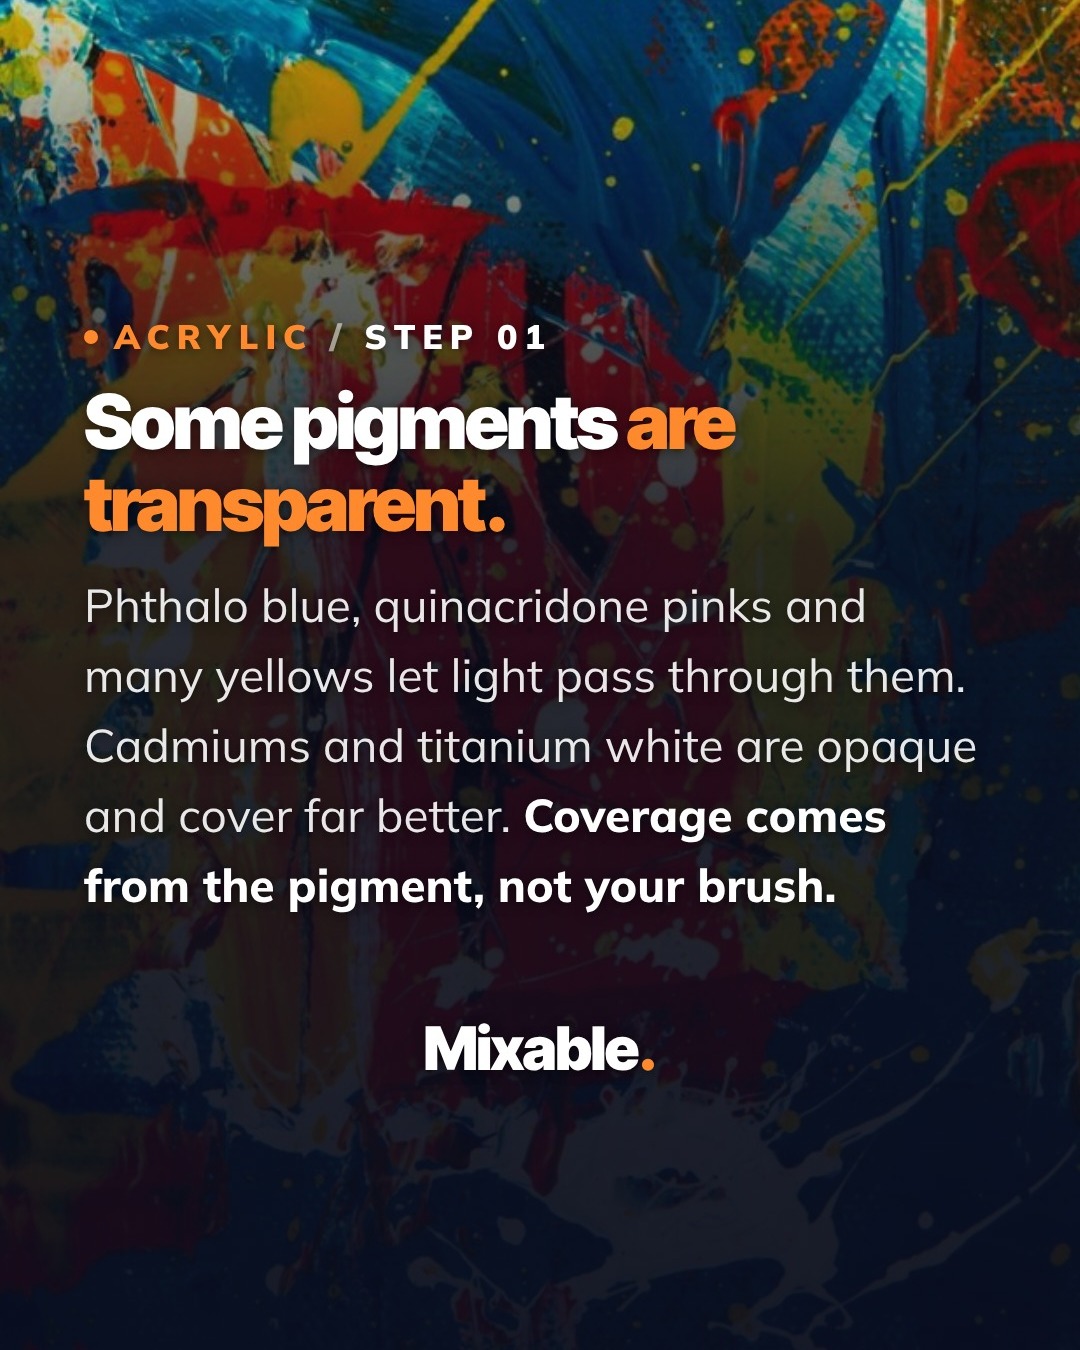 • ACRYLIC / STEP 01
Some pigments are
transparent.
Phthalo blue, quinacridone pinks and
many yellows let light pass through them.
Cadmiums and titanium white are opaque
and cover far better. Coverage comes
from the pigment, not your brush.
Mixable.